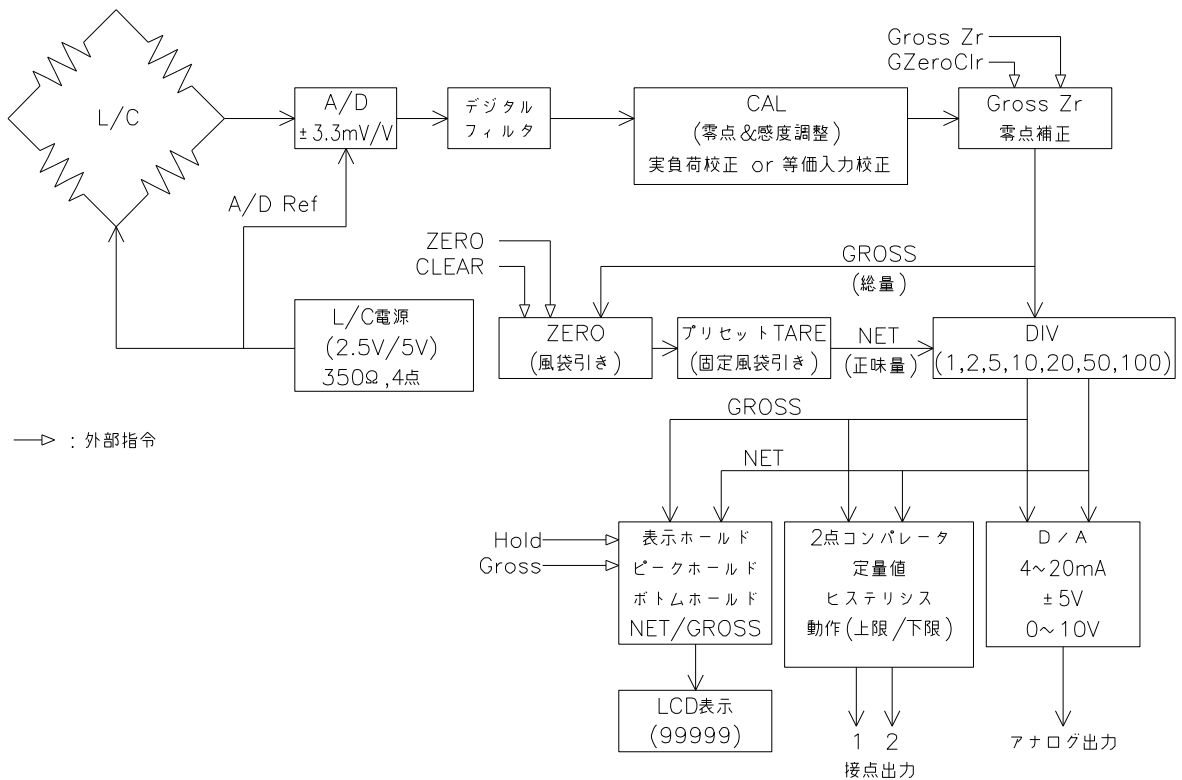 Gross Zr
GZeroClr
L/C
A/D
±3.3mV/V
デジタル
フィルタ
CAL
(零点&感度調整)
実負荷校正 or 等価入力校正
Gross Zr
零点補正
A/D Ref
ZERO
CLEAR
GROSS
(総量)
L/C電源
(2.5V/5V)
350Ω,4点
ZERO
(風袋引き)
プリセットTARE
(固定風袋引き)
NET
(正味量)
DIV
(1,2,5,10,20,50,100)
GROSS
: 外部指令
NET
Hold
Gross
表示ホールド
ピークホールド
ボトムホールド
NET/GROSS
2点コンパレータ
定量値
ヒステリシス
動作(上限/下限)
D/A
4~20mA
±5V
0~10V
LCD表示
(99999)
1 2
接点出力
アナログ出力